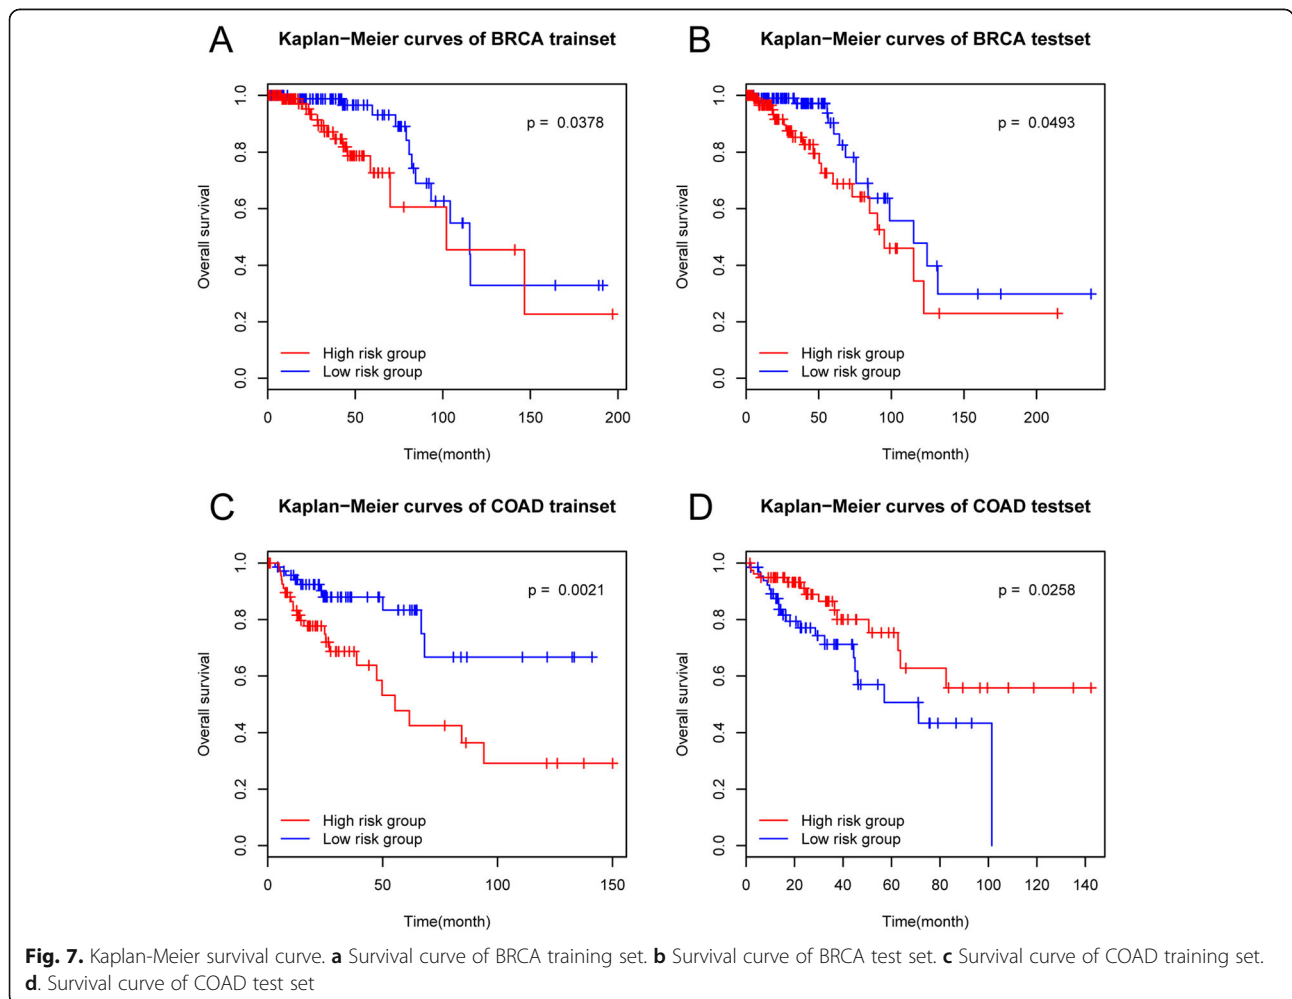 A
Kaplan−Meier curves of BRCA trainset
1.0
0.8
0.6
0.4
0.2
0.0
Overall survival
p = 0.0378
High risk group
Low risk group
0 50 100 150 200
Time(month)
B
Kaplan−Meier curves of BRCA testset
1.0
0.8
0.6
0.4
0.2
0.0
Overall survival
p = 0.0493
High risk group
Low risk group
0 50 100 150 200
Time(month)
C
Kaplan−Meier curves of COAD trainset
1.0
0.8
0.6
0.4
0.2
0.0
Overall survival
p = 0.0021
High risk group
Low risk group
0 50 100 150
Time(month)
D
Kaplan−Meier curves of COAD testset
1.0
0.8
0.6
0.4
0.2
0.0
Overall survival
p = 0.0258
High risk group
Low risk group
0 20 40 60 80 100 120 140
Time(month)
Fig. 7. Kaplan-Meier survival curve. a Survival curve of BRCA training set. b Survival curve of BRCA test set. c Survival curve of COAD training set.
d. Survival curve of COAD test set